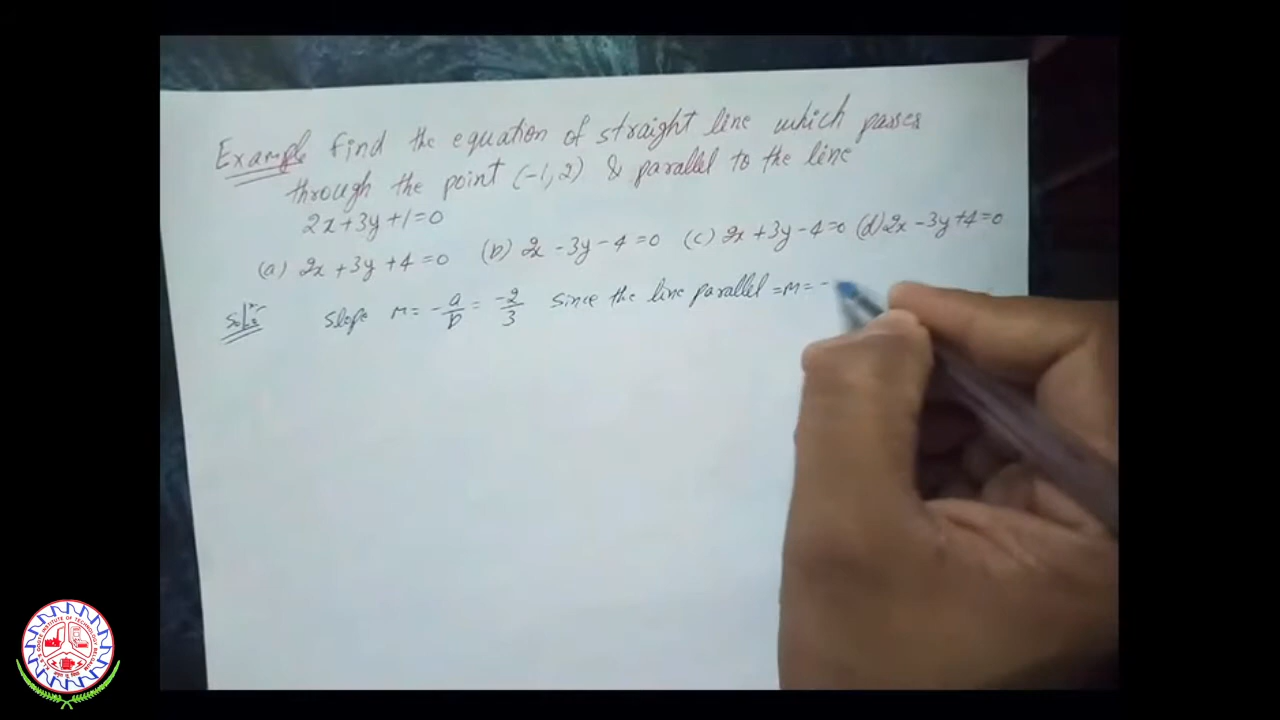 Example Find the equation of straight line which passes
through the point (-1, 2) & parallel to the line
2x+3y+1=0
(a) 2x +3y +4 =0 (b) 2x -3y -4 =0 (c) 2x +3y -4 =0 (d) 2x -3y +4 =0
Slope m = -a/b = -2/3 Since the line parallel = m = -